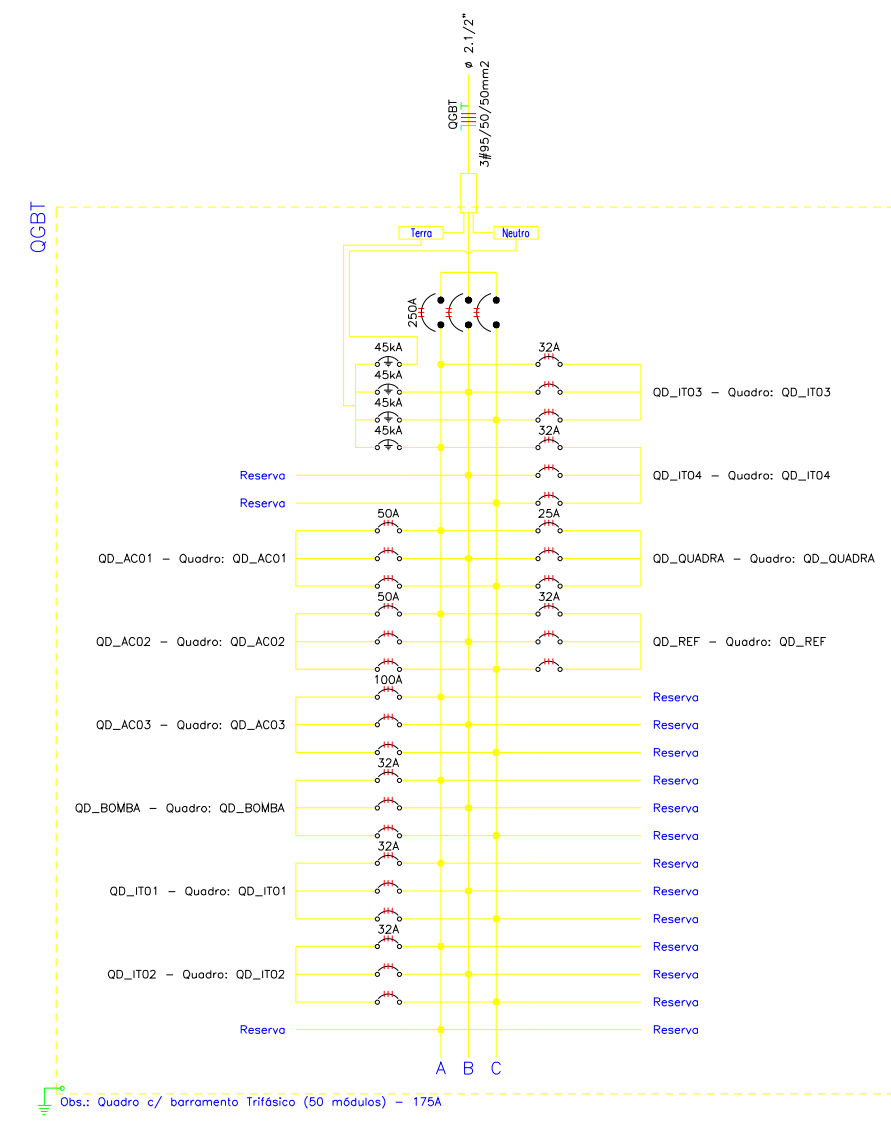 ø 2.1/2"
QGBT
3#95/50/50mm2
QGBT
Terra
Neutro
250A
45kA
32A
45kA
QD_IT03 – Quadro: QD_IT03
45kA
45kA
32A
Reserva
QD_IT04 – Quadro: QD_IT04
Reserva
50A
25A
QD_AC01 – Quadro: QD_AC01
QD_QUADRA – Quadro: QD_QUADRA
50A
32A
QD_AC02 – Quadro: QD_AC02
QD_REF – Quadro: QD_REF
100A
Reserva
QD_AC03 – Quadro: QD_AC03
Reserva
Reserva
32A
Reserva
QD_BOMBA – Quadro: QD_BOMBA
Reserva
Reserva
32A
Reserva
QD_IT01 – Quadro: QD_IT01
Reserva
Reserva
32A
Reserva
QD_IT02 – Quadro: QD_IT02
Reserva
Reserva
Reserva
Reserva
A B C
Obs.: Quadro c/ barramento Trifásico (50 módulos) – 175A